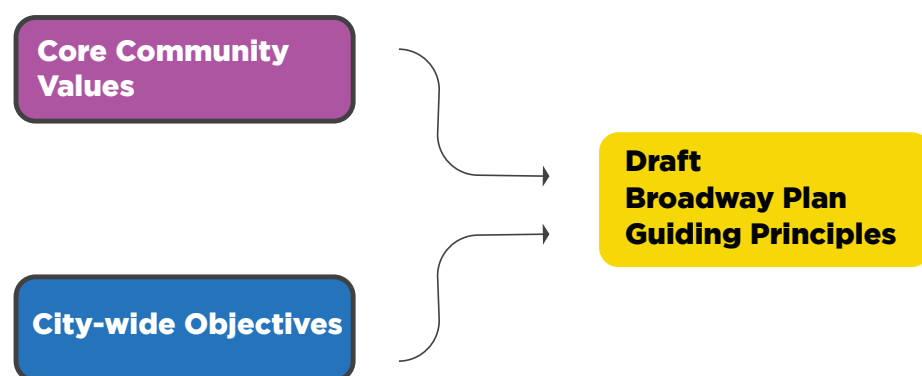 Core Community
Values
Draft
Broadway Plan
Guiding Principles
City-wide Objectives